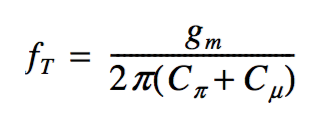 f_T = g_m / 2π(C_π + C_μ)